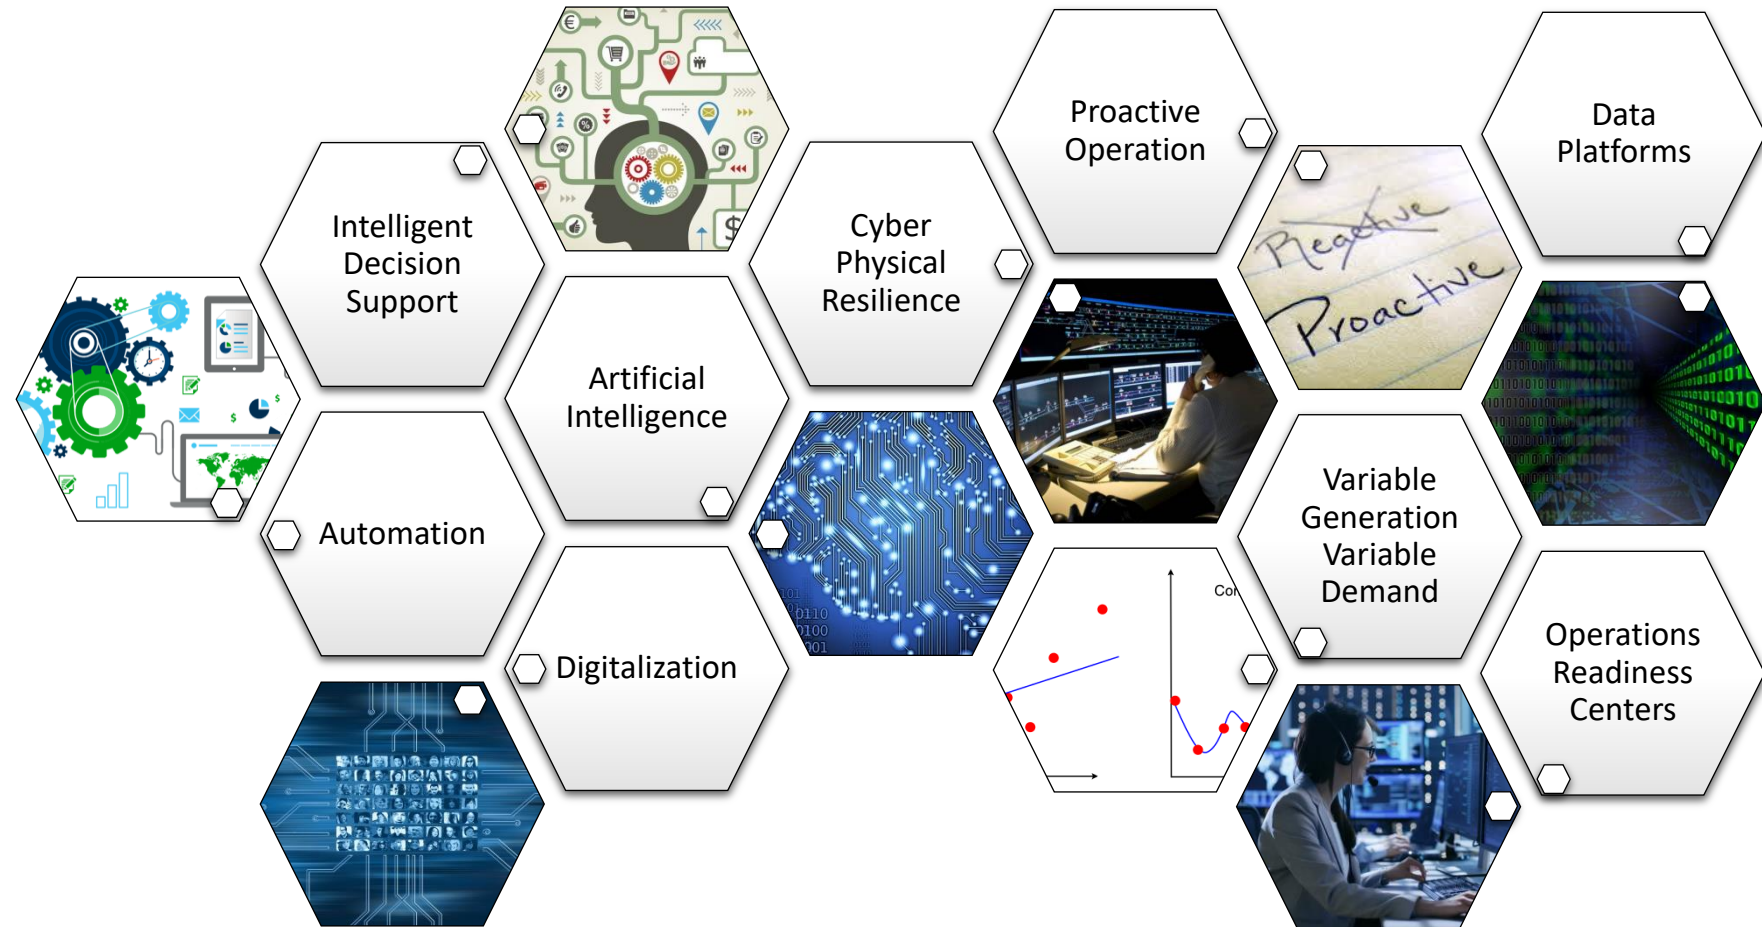 Intelligent
Decision
Support
Automation
Artificial
Intelligence
Digitalization
Cyber
Physical
Resilience
Proactive
Operation
Reactive
Proactive
Variable
Generation
Variable
Demand
Data
Platforms
Operations
Readiness
Centers